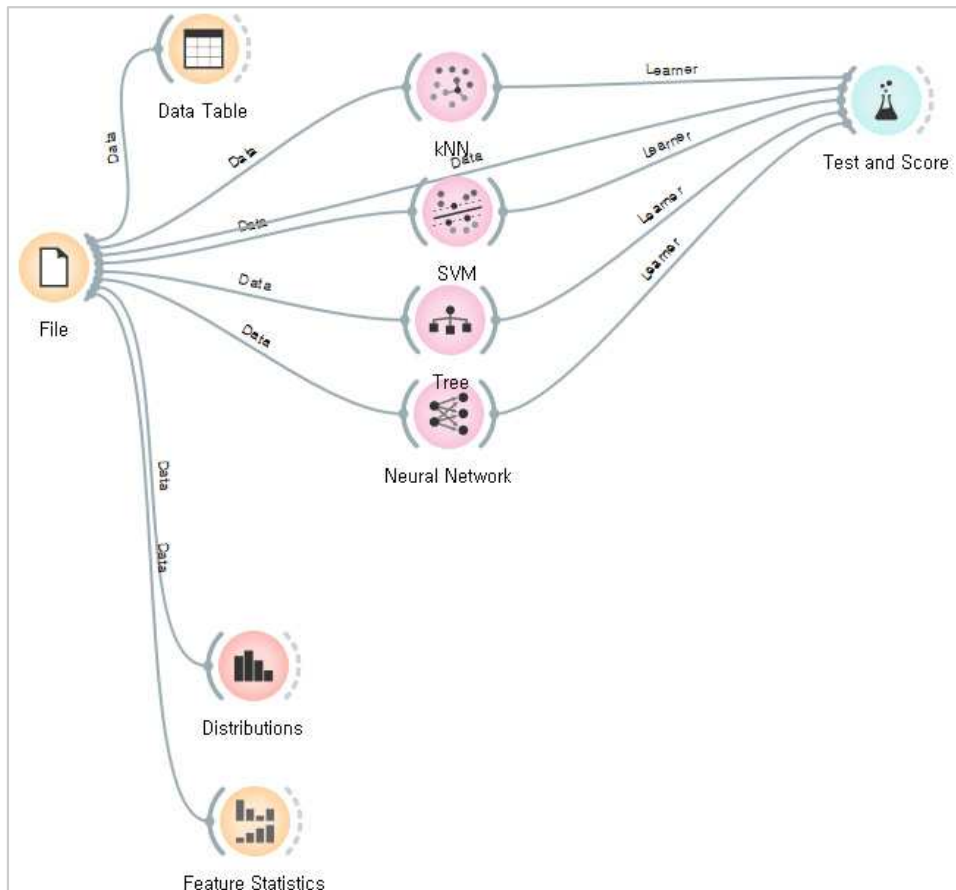 Data Table
Learner
Data
Data
kNN
Data
Learner
Test and Score
Data
SVM
Learner
File
Data
Learner
Data
Tree
Neural Network
Data
Data
Distributions
Feature Statistics